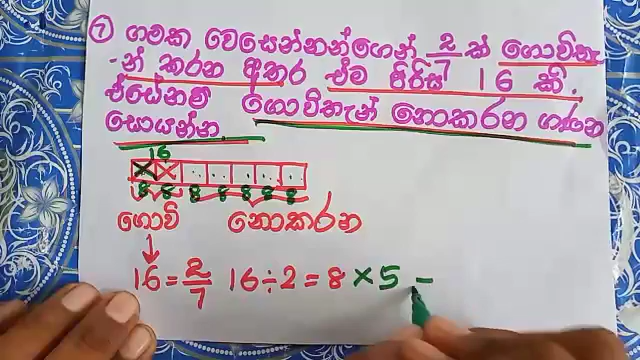 ⑦ ගමක වෙසෙන්නන්ගෙන් 2/7 ක් ගොවිතැ
-න් කරන අතර ඒම පිරිස 16 කි.
ඒසේනම් ගොවිතැන් නොකරන ගණන
සොයන්න.
16
8 8 8 8 8 8 8
ගොවි නොකරන
16 = 2/7 16 ÷ 2 = 8 × 5 =